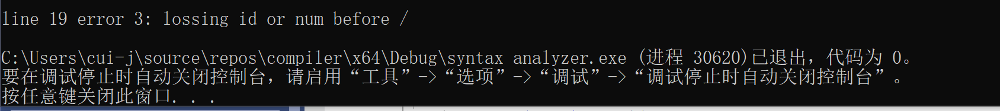 line 19 error 3: lossing id or num before /
C:\Users\cui-j\source\repos\compiler\x64\Debug\syntax analyzer.exe (进程 30620)已退出，代码为 0。
要在调试停止时自动关闭控制台，请启用“工具”->“选项”->“调试”->“调试停止时自动关闭控制台”。
按任意键关闭此窗口. . .